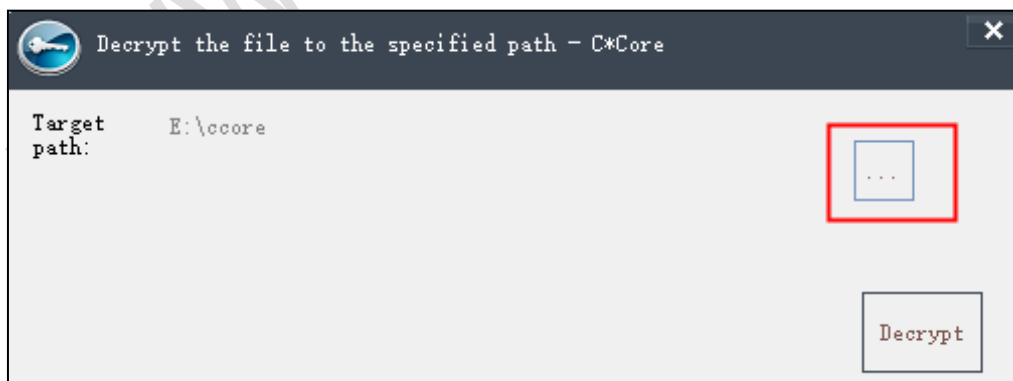 Decrypt the file to the specified path - C*Core
Target path:
E:\ccore
...
Decrypt